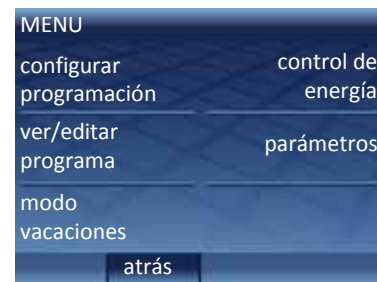 MENU
configurar
programación
control de
energía
ver/editar
programa
parámetros
modo
vacaciones
atrás